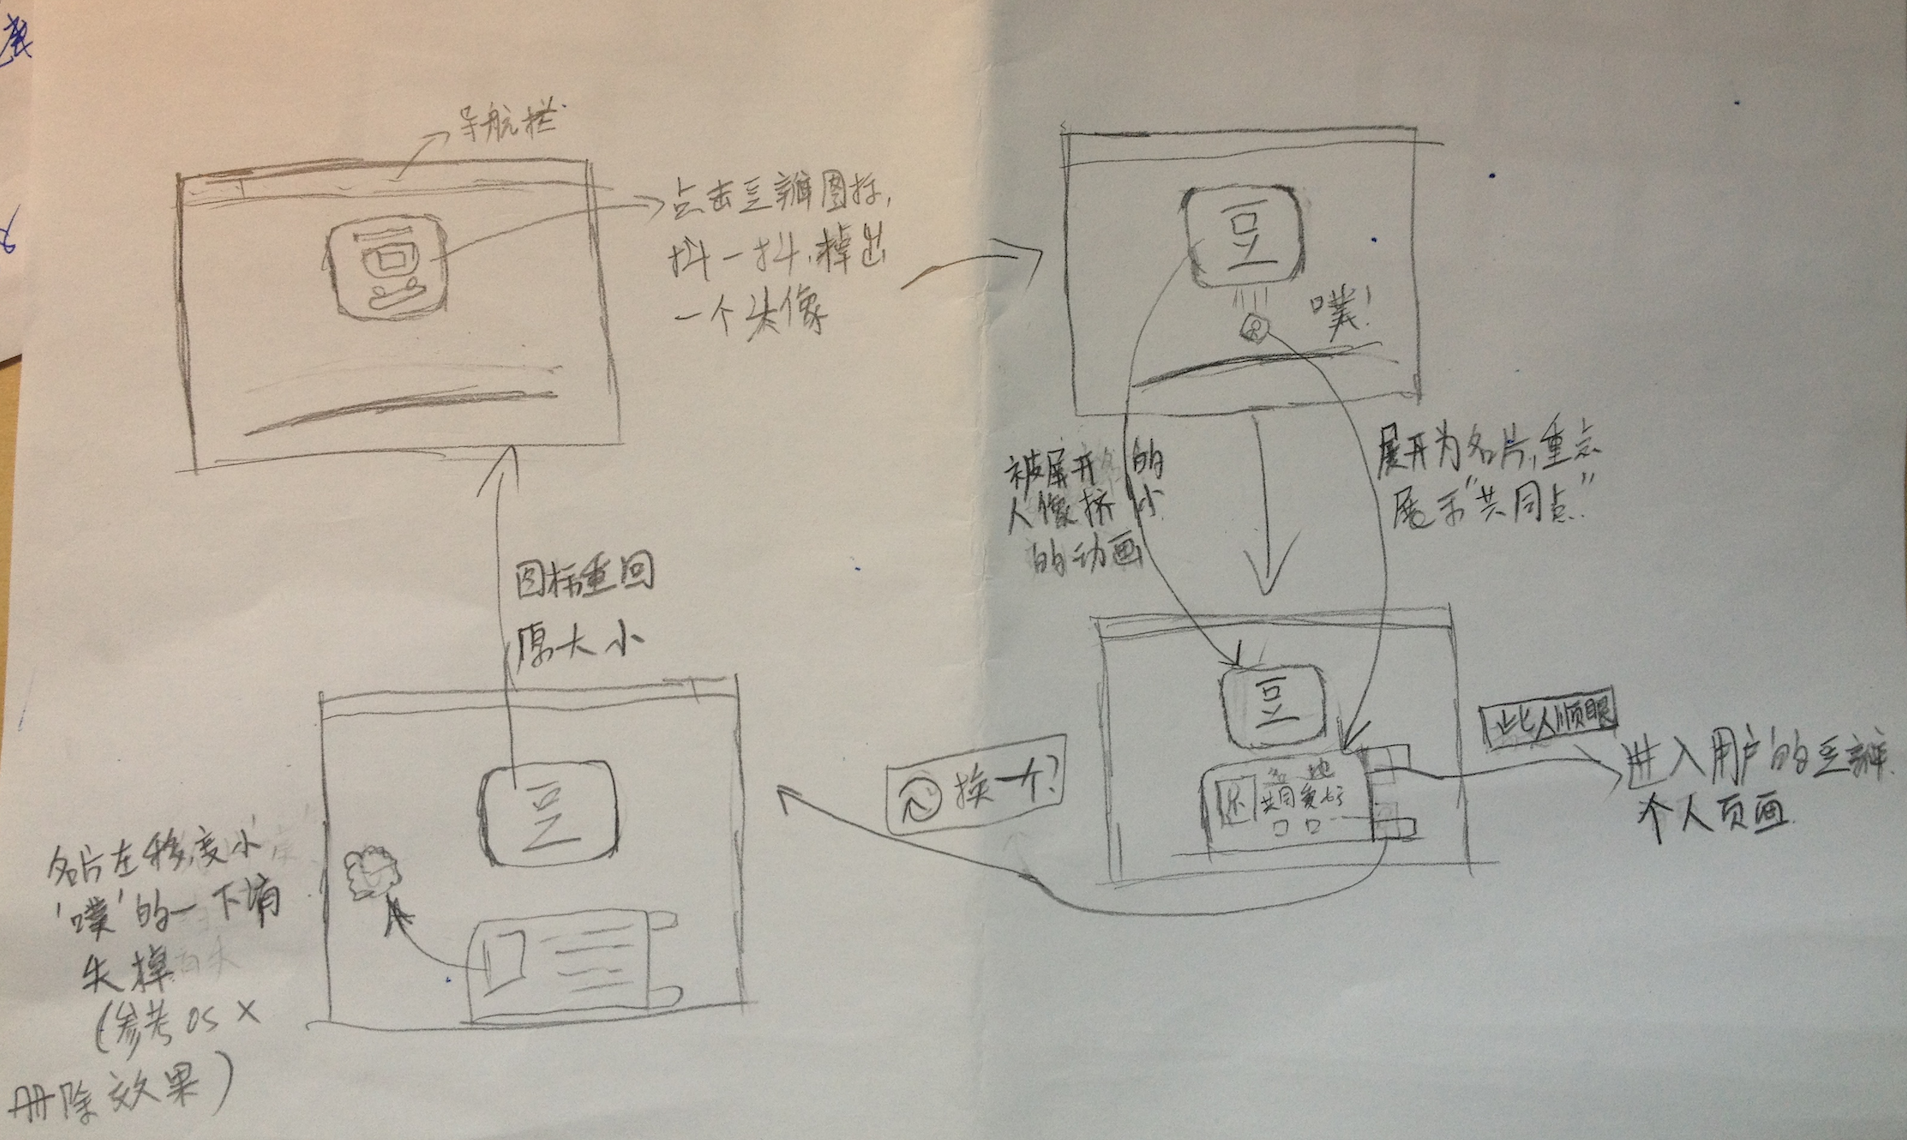 导航栏
点击豆瓣图标,
抖一抖,掉出
一个头像
豆
豆
噗!
被展开的
人像挤小
的动画
展开为名片,重点
展示"共同点"
图标重回
原大小
豆
共同爱好
此人顺眼
进入用户的豆瓣
个人页画
换一个?
豆
名片左移变小
'噗'的一下消
失掉
(参考OS X
删除效果)